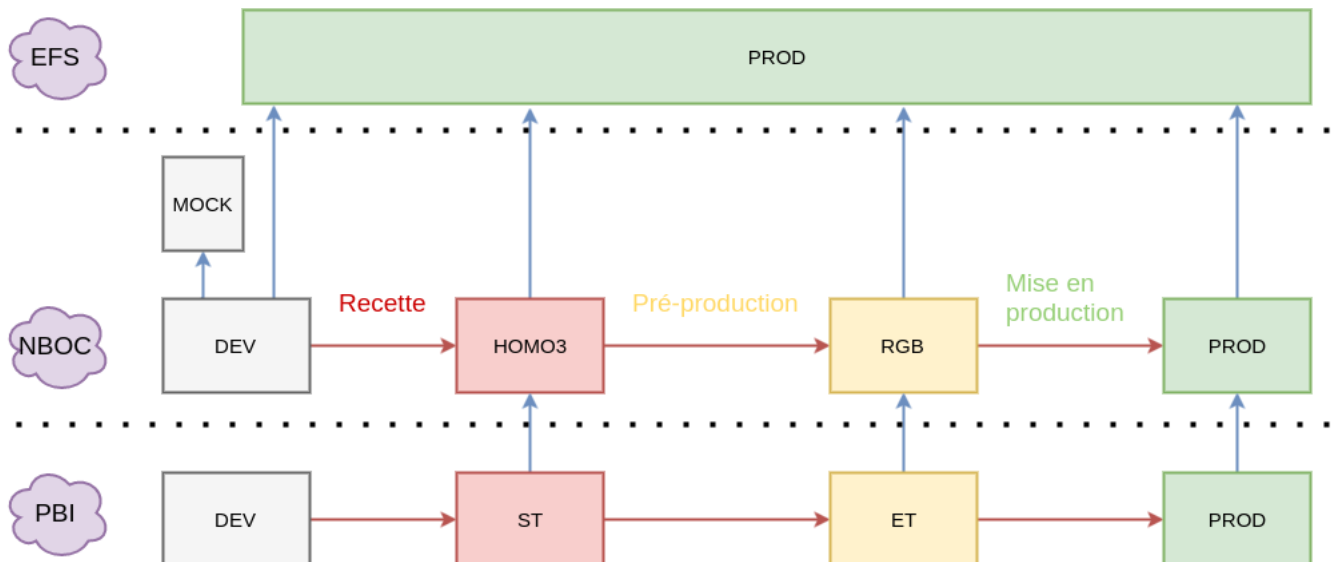 EFS
PROD
MOCK
Recette
Pré-production
Mise en
production
NBOC
DEV
HOMO3
RGB
PROD
PBI
DEV
ST
ET
PROD